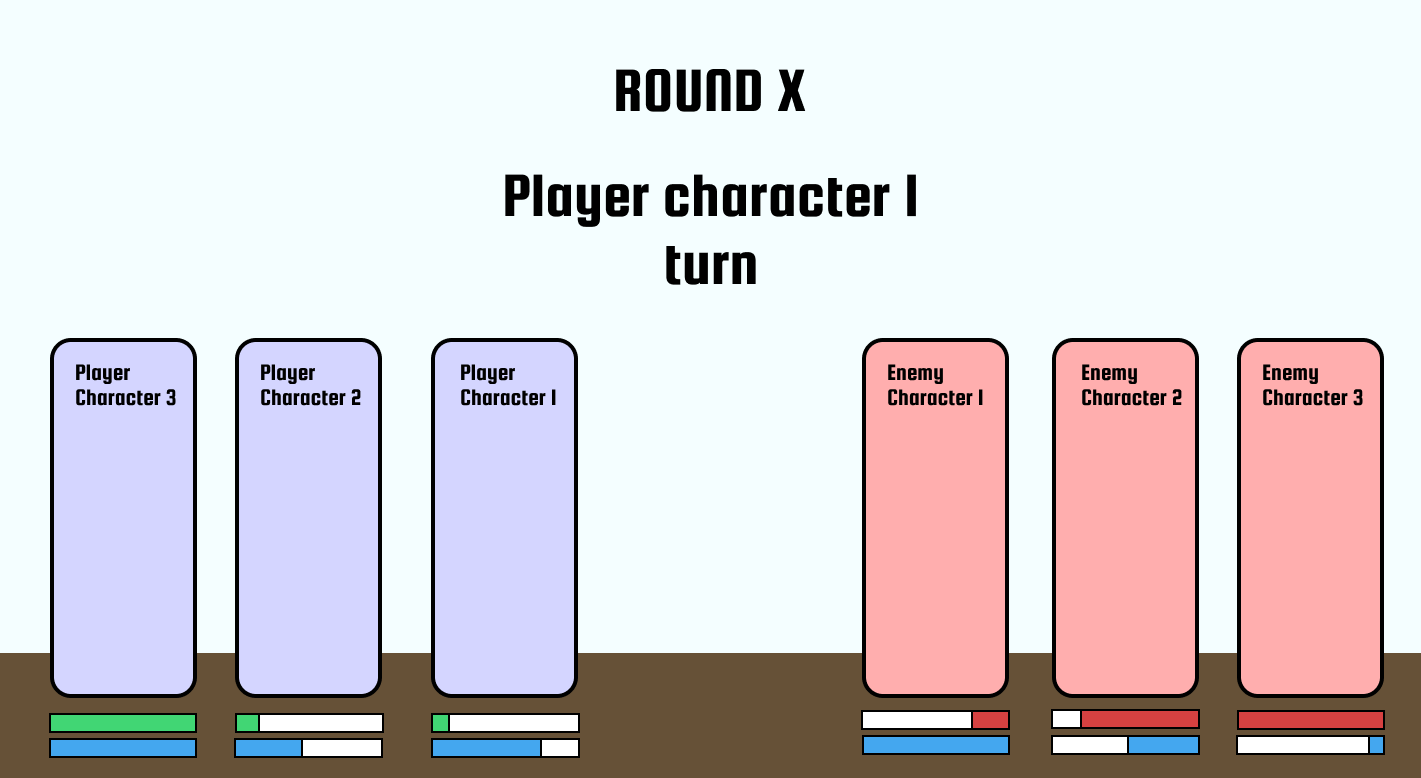 ROUND X
Player character 1
turn
Player
Character 3
Player
Character 2
Player
Character 1
Enemy
Character 1
Enemy
Character 2
Enemy
Character 3